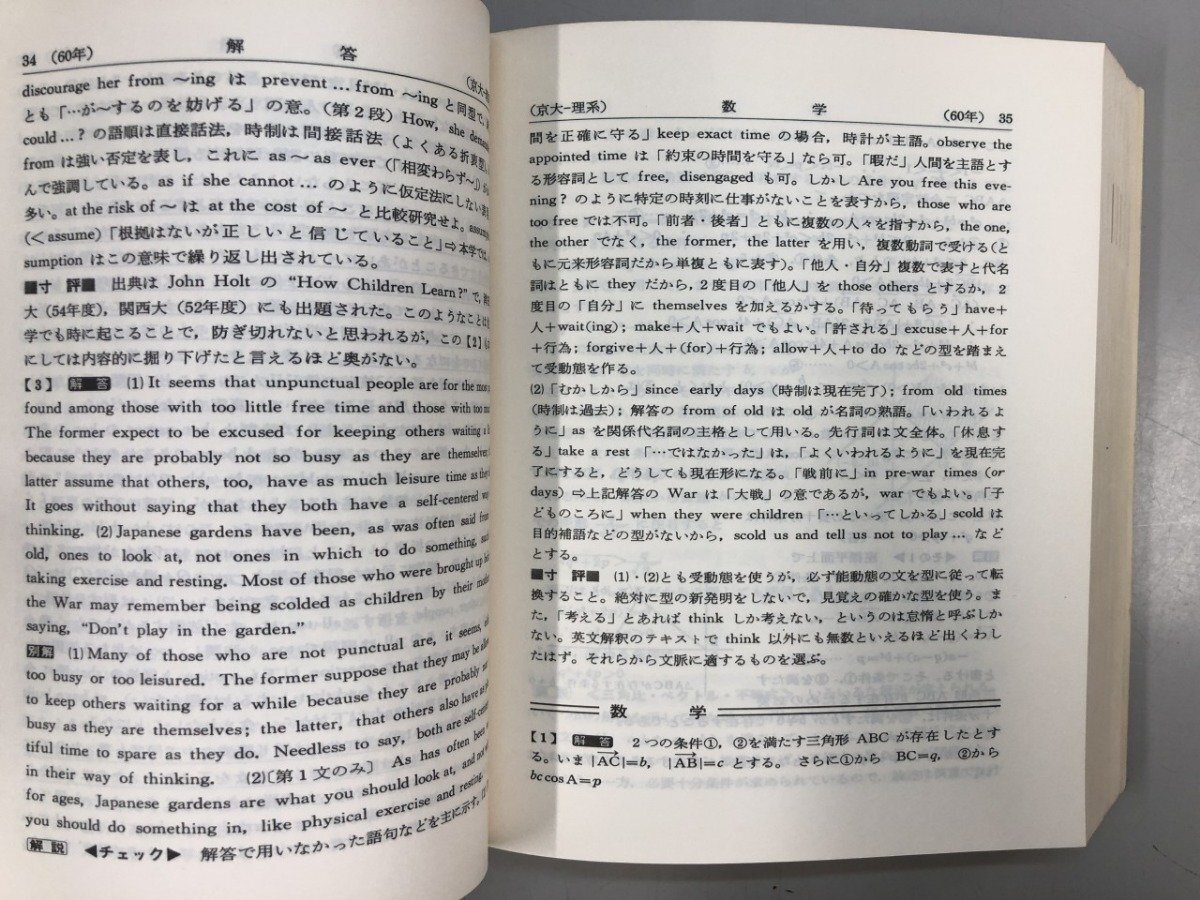 34 (60年) 解答
discourage her from ～ing は prevent … from ～ing と同型で,
とも「…が～するのを妨げる」の意。(第2段) How, she
could …? の語順は直接話法, 時制は間接話法 (よくある折衷型
from は強い否定を表し, これに as～as ever (「相変わらず～」)
んで強調している。as if she cannot … のように仮定法にしない
多い。at the risk of～は at the cost of～ と比較研究せよ。
(<assume)「根拠はないが正しいと信じていること」⇒本学では,
sumption はこの意味で繰り返し出されている。
■寸評■ 出典は John Holt の “How Children Learn?” で,
大 (54年度), 関西大 (52年度) にも出題された。このようなことは
学でも時に起こることで, 防ぎ切れないと思われるが, この【2】
にしては内容的に掘り下げたと言えるほど奥がない。
【3】 解答 (1) It seems that unpunctual people are for the most
found among those with too little free time and those with too
The former expect to be excused for keeping others waiting a
because they are probably not so busy as they are themselves;
latter assume that others, too, have as much leisure time as they
It goes without saying that they both have a self-centered way
thinking. (2) Japanese gardens have been, as was often said from
old, ones to look at, not ones in which to do something, such
taking exercise and resting. Most of those who were brought up
the War may remember being scolded as children by their
saying, “Don't play in the garden.”
別解 (1) Many of those who are not punctual are, it seems,
too busy or too leisured. The former suppose that they may be
to keep others waiting for a while because they are probably not
busy as they are themselves; the latter, that others also have as
tiful time to spare as they do. Needless to say, both are self-
in their way of thinking. (2)〔第1文のみ〕 As has often been
for ages, Japanese gardens are what you should look at, and not
you should do something in, like physical exercise and resting.
解説 ◀チェック▶ 解答で用いなかった語句などを主に示す。
(京大-理系) 数学 (60年) 35
間を正確に守る」keep exact time の場合, 時計が主語。observe the
appointed time は「約束の時間を守る」なら可。「暇だ」人間を主語とす
る形容詞として free, disengaged も可。しかし Are you free this eve-
ning? のように特定の時刻に仕事がないことを表すから, those who are
too free では不可。「前者・後者」ともに複数の人々を指すから, the one,
the other でなく, the former, the latter を用い, 複数動詞で受ける(と
もに元来形容詞だから単複ともに表す)。「他人・自分」複数で表すと代名
詞はともに they だから, 2度目の「他人」を those others とするか, 2
度目の「自分」に themselves を加えるかする。「待ってもらう」have+
人+wait(ing); make+人+wait でもよい。「許される」excuse+人+for
+行為; forgive+人+(for)+行為; allow+人+to do などの型を踏まえ
て受動態を作る。
(2)「むかしから」since early days (時制は現在完了); from old times
(時制は過去); 解答の from of old は old が名詞の熟語。「いわれるよ
うに」as を関係代名詞の主格として用いる。先行詞は文全体。「休息す
る」take a rest 「…ではなかった」は,「よくいわれるように」を現在完
了にすると, どうしても現在形になる。「戦前に」in pre-war times (or
days) ⇒上記解答の War は「大戦」の意であるが, war でもよい。「子
どものころに」when they were children 「…といってしかる」scold は
目的補語などの型がないから, scold us and tell us not to play … など
とする。
■寸評■ (1)・(2)とも受動態を使うが, 必ず能動態の文を型に従って転
換すること。絶対に型の新発明をしないで, 見覚えの確かな型を使う。ま
た,「考える」とあれば think しか考えない, というのは怠惰と呼ぶしか
ない。英文解釈のテキストで think 以外にも無数といえるほど出くわし
たはず。それらから文脈に適するものを選ぶ。
数学
【1】 解答 2つの条件①, ②を満たす三角形 ABC が存在したとす
る。いま |AC|=b, |AB|=c とする。さらに①から BC=q, ②から
bc cos A=p